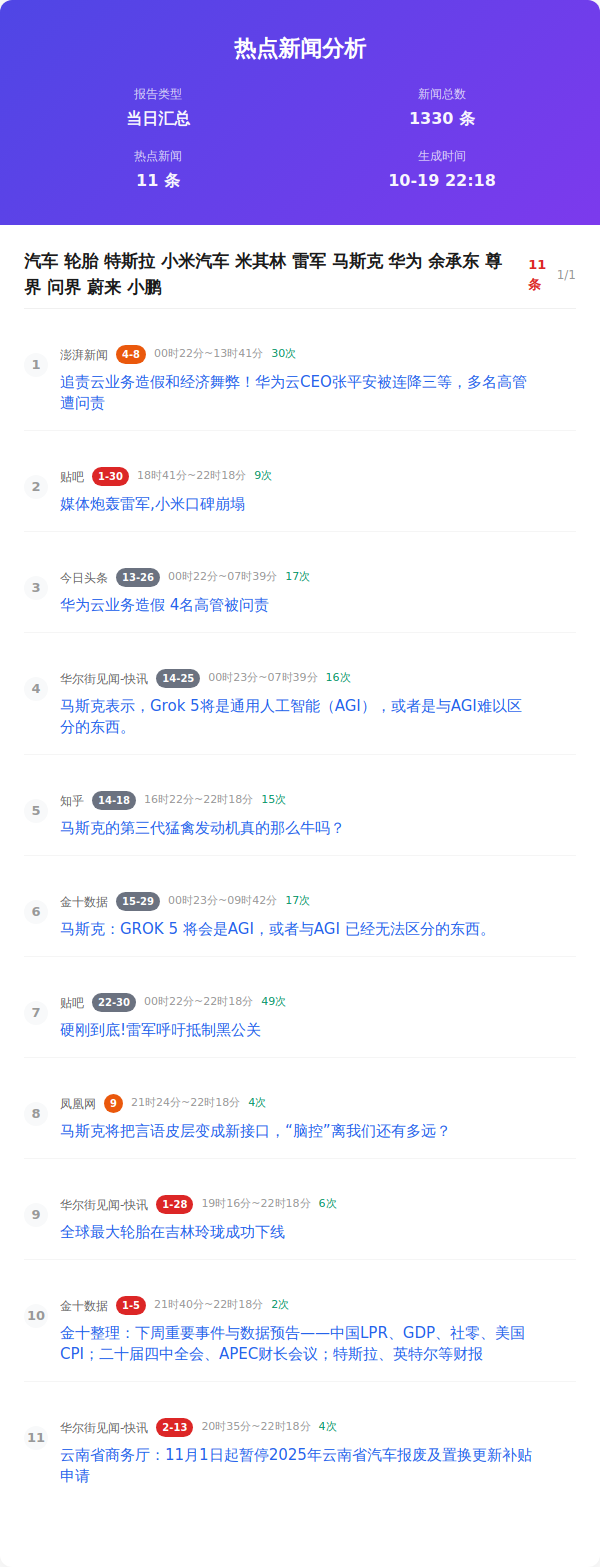 热点新闻分析
报告类型
当日汇总
新闻总数
1330 条
热点新闻
11 条
生成时间
10-19 22:18
汽车 轮胎 特斯拉 小米汽车 米其林 雷军 马斯克 华为 余承东 尊
界 问界 蔚来 小鹏
11
条
1/1
1
澎湃新闻 4-8 00时22分~13时41分 30次
追责云业务造假和经济舞弊！华为云CEO张平安被连降三等，多名高管
遭问责
2
贴吧 1-30 18时41分~22时18分 9次
媒体炮轰雷军,小米口碑崩塌
3
今日头条 13-26 00时22分~07时39分 17次
华为云业务造假 4名高管被问责
4
华尔街见闻-快讯 14-25 00时23分~07时39分 16次
马斯克表示，Grok 5将是通用人工智能（AGI），或者是与AGI难以区
分的东西。
5
知乎 14-18 16时22分~22时18分 15次
马斯克的第三代猛禽发动机真的那么牛吗？
6
金十数据 15-29 00时23分~09时42分 17次
马斯克：GROK 5 将会是AGI，或者与AGI 已经无法区分的东西。
7
贴吧 22-30 00时22分~22时18分 49次
硬刚到底!雷军呼吁抵制黑公关
8
凤凰网 9 21时24分~22时18分 4次
马斯克将把言语皮层变成新接口，“脑控”离我们还有多远？
9
华尔街见闻-快讯 1-28 19时16分~22时18分 6次
全球最大轮胎在吉林玲珑成功下线
10
金十数据 1-5 21时40分~22时18分 2次
金十整理：下周重要事件与数据预告——中国LPR、GDP、社零、美国
CPI；二十届四中全会、APEC财长会议；特斯拉、英特尔等财报
11
华尔街见闻-快讯 2-13 20时35分~22时18分 4次
云南省商务厅：11月1日起暂停2025年云南省汽车报废及置换更新补贴
申请